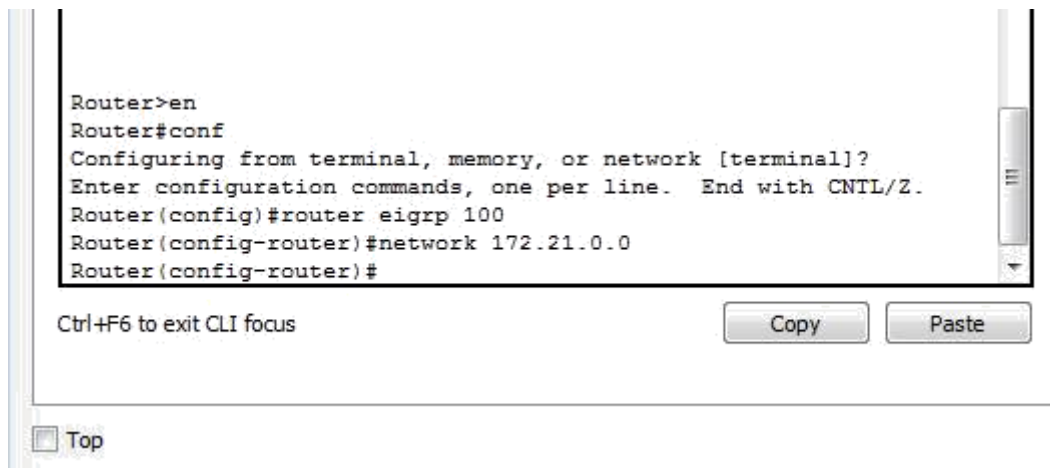 Router>en
Router#conf
Configuring from terminal, memory, or network [terminal]?
Enter configuration commands, one per line.  End with CNTL/Z.
Router(config)#router eigrp 100
Router(config-router)#network 172.21.0.0
Router(config-router)#
Ctrl+F6 to exit CLI focus
Copy
Paste
Top